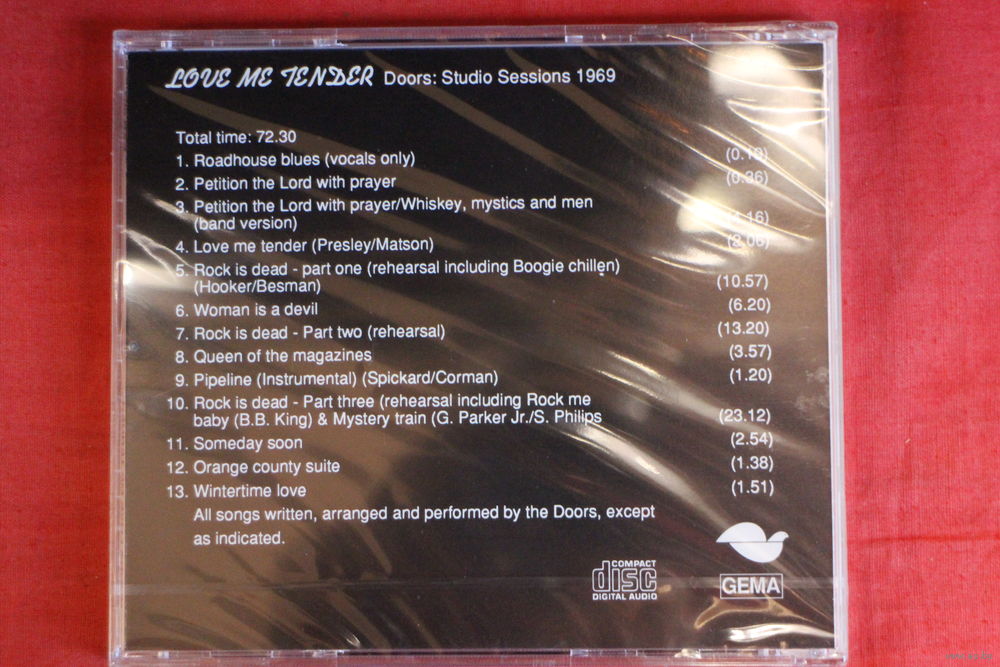 LOVE ME TENDER Doors: Studio Sessions 1969
Total time: 72.30
1. Roadhouse blues (vocals only)
2. Petition the Lord with prayer (0.36)
3. Petition the Lord with prayer/Whiskey, mystics and men
(band version)
4. Love me tender (Presley/Matson) (2.06)
5. Rock is dead - part one (rehearsal including Boogie chillen)
(Hooker/Besman) (10.57)
6. Woman is a devil (6.20)
7. Rock is dead - Part two (rehearsal) (13.20)
8. Queen of the magazines (3.57)
9. Pipeline (Instrumental) (Spickard/Corman) (1.20)
10. Rock is dead - Part three (rehearsal including Rock me
baby (B.B. King) & Mystery train (G. Parker Jr./S. Philips (23.12)
11. Someday soon (2.54)
12. Orange county suite (1.38)
13. Wintertime love (1.51)
All songs written, arranged and performed by the Doors, except
as indicated.
COMPACT
disc
DIGITAL AUDIO
GEMA